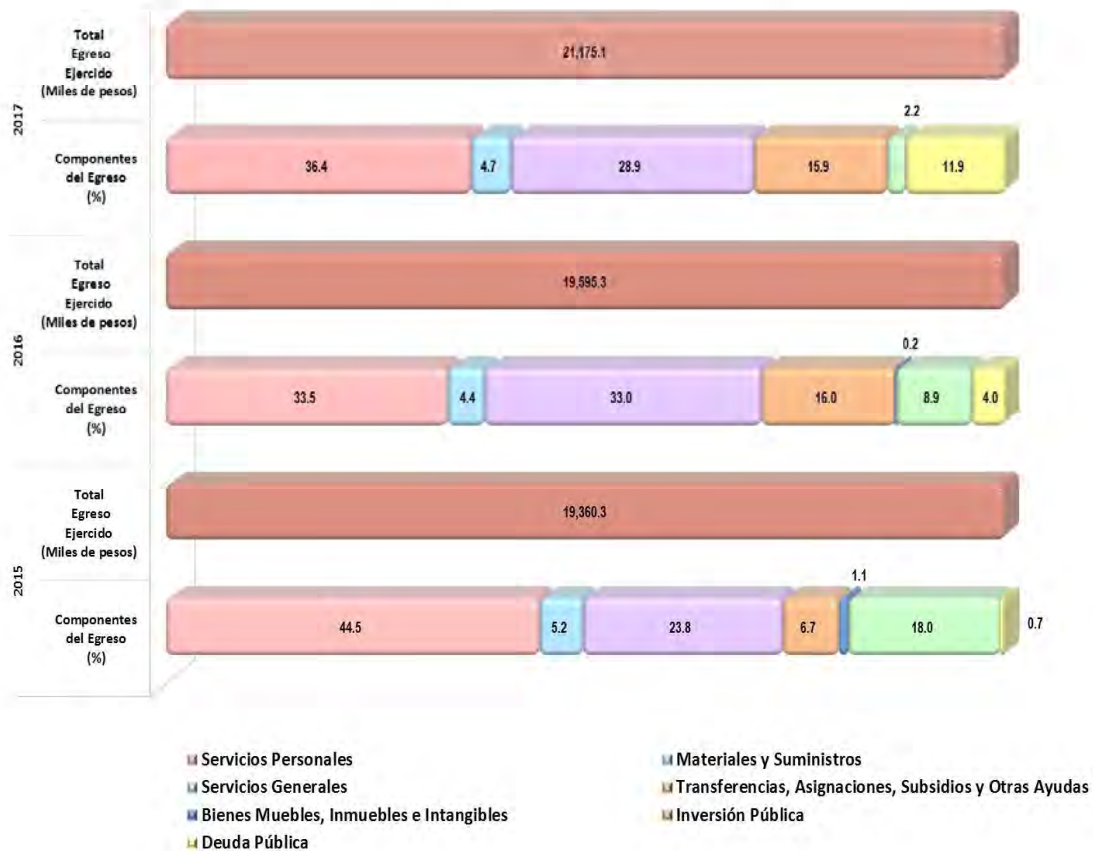 2017
Total
Egreso
Ejercido
(Miles de pesos)
21,175.1
2.2
Componentes
del Egreso
(%)
36.4
4.7
28.9
15.9
11.9
2016
Total
Egreso
Ejercido
(Miles de pesos)
19,595.3
0.2
Componentes
del Egreso
(%)
33.5
4.4
33.0
16.0
8.9
4.0
2015
Total
Egreso
Ejercido
(Miles de pesos)
19,360.3
1.1
Componentes
del Egreso
(%)
44.5
5.2
23.8
6.7
18.0
0.7
Servicios Personales
Materiales y Suministros
Servicios Generales
Transferencias, Asignaciones, Subsidios y Otras Ayudas
Bienes Muebles, Inmuebles e Intangibles
Inversión Pública
Deuda Pública